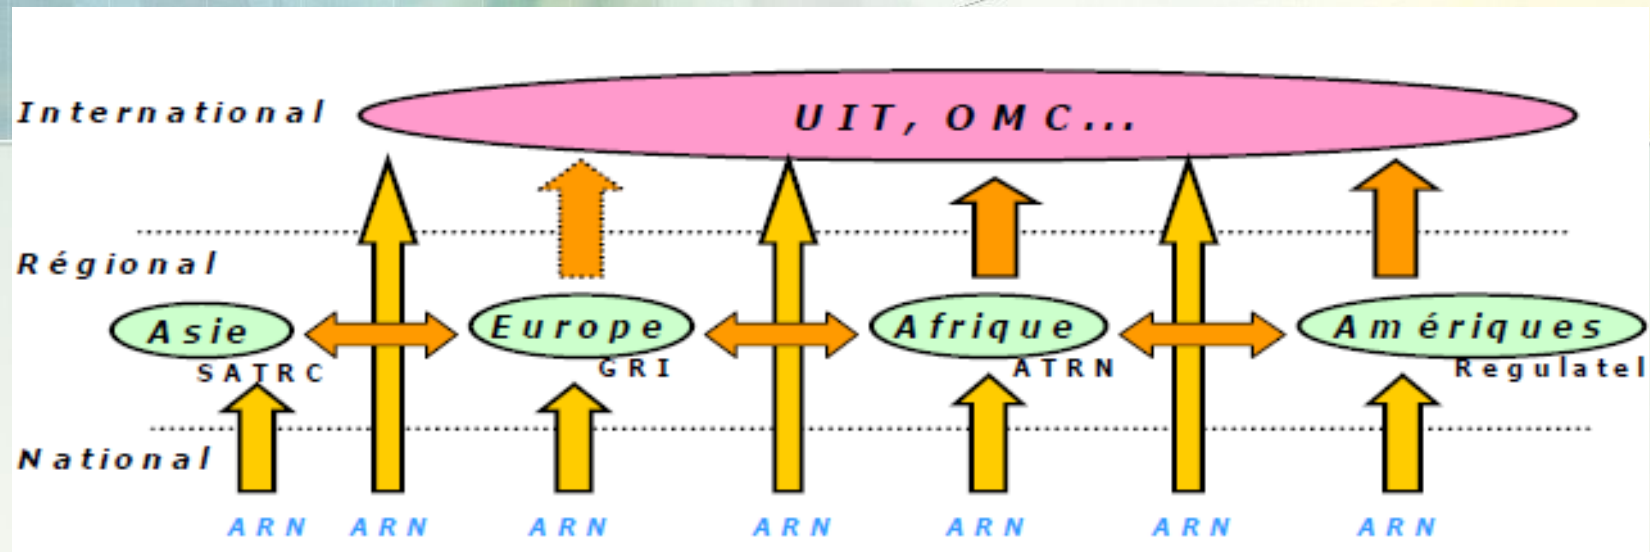 International
UIT, OMC...
Régional
Asie
Europe
Afrique
Amériques
SATRC
GRI
ATRN
Regulatel
National
ARN ARN ARN ARN ARN ARN ARN